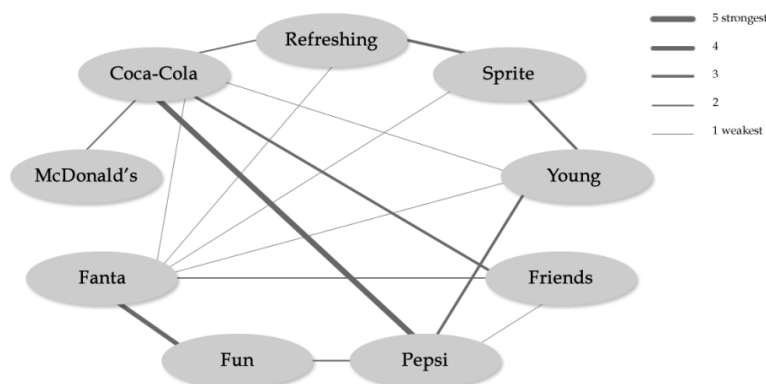 Refreshing
Coca-Cola
Sprite
McDonald's
Young
Fanta
Friends
Fun
Pepsi
5 strongest
4
3
2
1 weakest